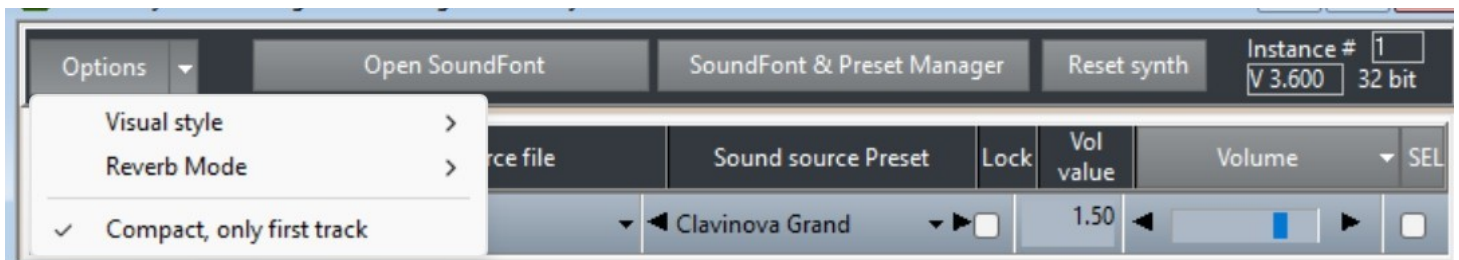 Options
Open SoundFont
SoundFont & Preset Manager
Reset synth
Instance # 1
V 3.600 32 bit
Visual style
Reverb Mode
Compact, only first track
rce file
Sound source Preset
Lock
Vol
value
Volume
SEL
Clavinova Grand
1.50